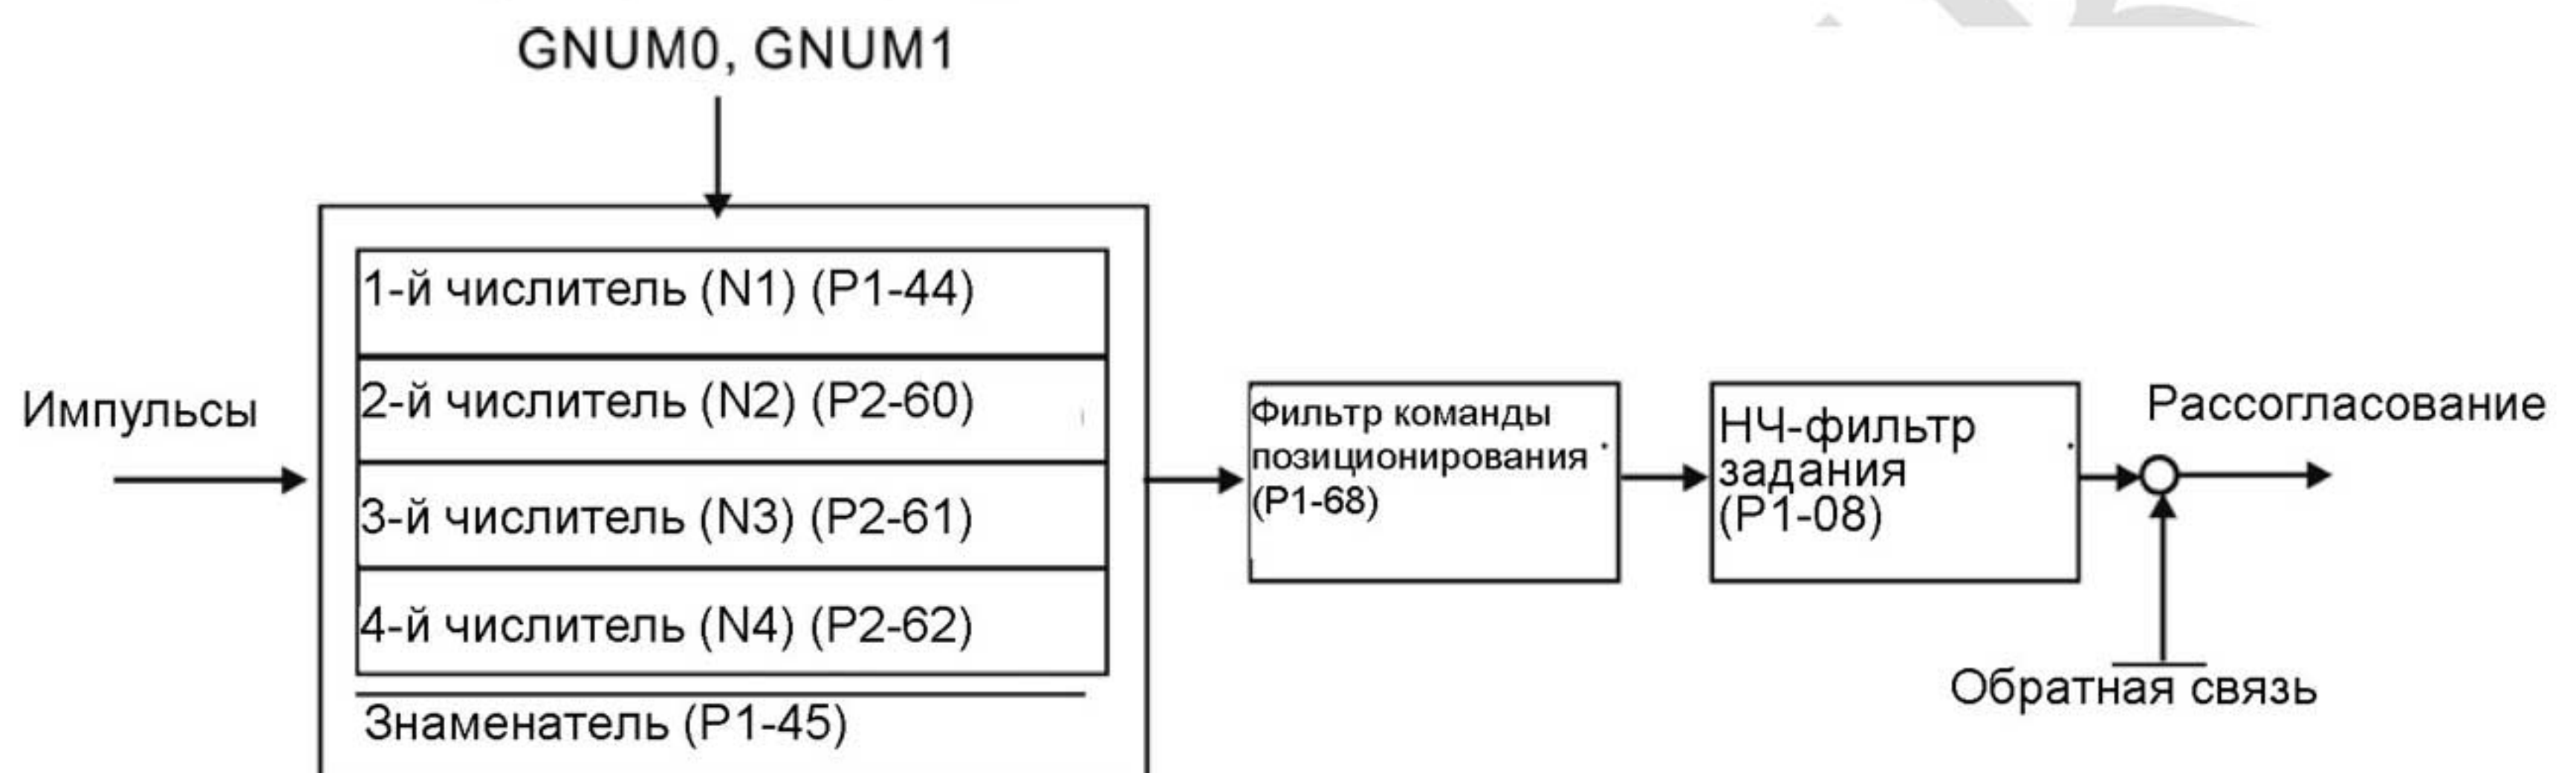 GNUM0, GNUM1
1-й числитель (N1) (P1-44)
2-й числитель (N2) (P2-60)
3-й числитель (N3) (P2-61)
4-й числитель (N4) (P2-62)
Знаменатель (P1-45)
Импульсы
Фильтр команды
позиционирования
(P1-68)
НЧ-фильтр
задания
(P1-08)
Рассогласование
Обратная связь